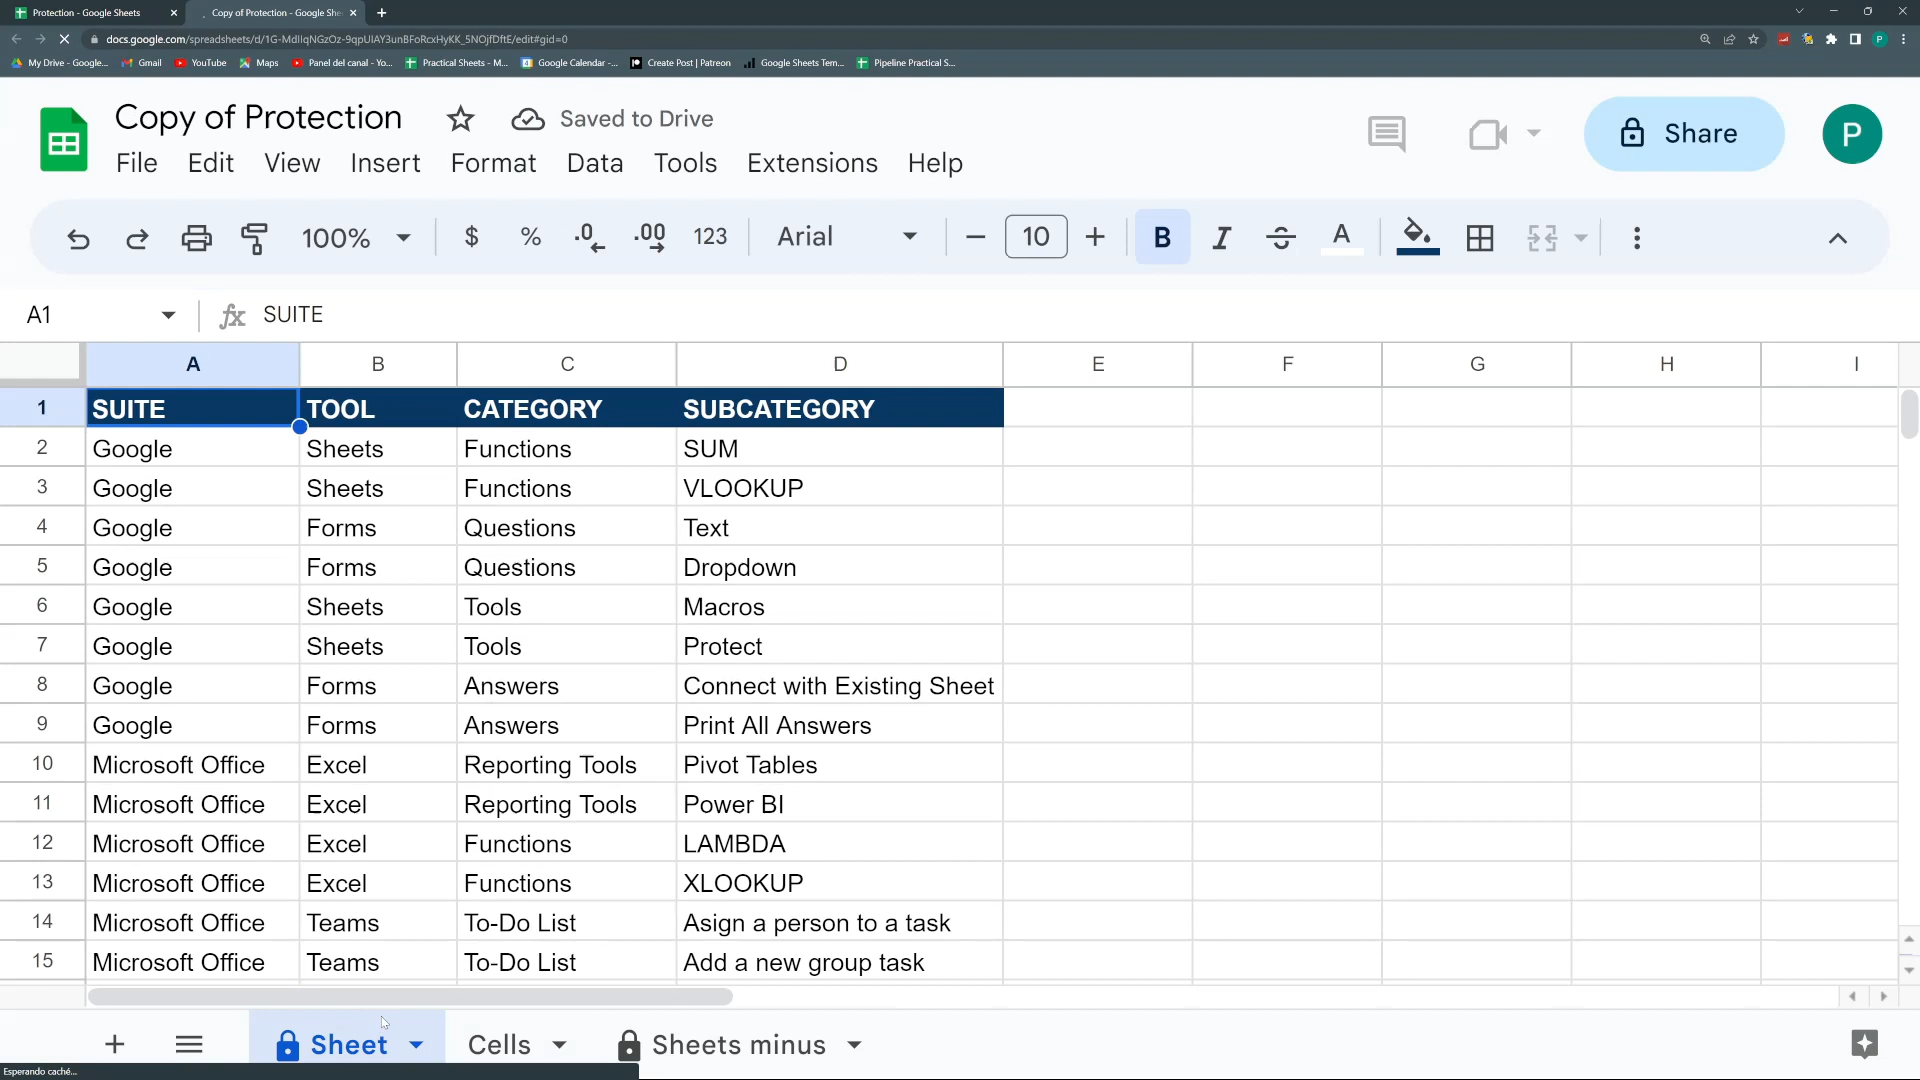 Protection - Google Sheets
Copy of Protection - Google She
docs.google.com/spreadsheets/d/1G-MdIlqNGzOz-9qpUIAY3unBFoRcxHyKK_5NOjfDftE/edit#gid=0
My Drive - Google... Gmail YouTube Maps Panel del canal - Yo... Practical Sheets - M... Google Calendar -... Create Post | Patreon Google Sheets Tem... Pipeline Practical S...
Copy of Protection Saved to Drive
Share
P
File Edit View Insert Format Data Tools Extensions Help
100% $ % .0 .00 123 Arial 10 B I S A
A1 fx SUITE
A B C D E F G H I
1 SUITE TOOL CATEGORY SUBCATEGORY
2 Google Sheets Functions SUM
3 Google Sheets Functions VLOOKUP
4 Google Forms Questions Text
5 Google Forms Questions Dropdown
6 Google Sheets Tools Macros
7 Google Sheets Tools Protect
8 Google Forms Answers Connect with Existing Sheet
9 Google Forms Answers Print All Answers
10 Microsoft Office Excel Reporting Tools Pivot Tables
11 Microsoft Office Excel Reporting Tools Power BI
12 Microsoft Office Excel Functions LAMBDA
13 Microsoft Office Excel Functions XLOOKUP
14 Microsoft Office Teams To-Do List Asign a person to a task
15 Microsoft Office Teams To-Do List Add a new group task
Sheet Cells Sheets minus
Esperando caché...